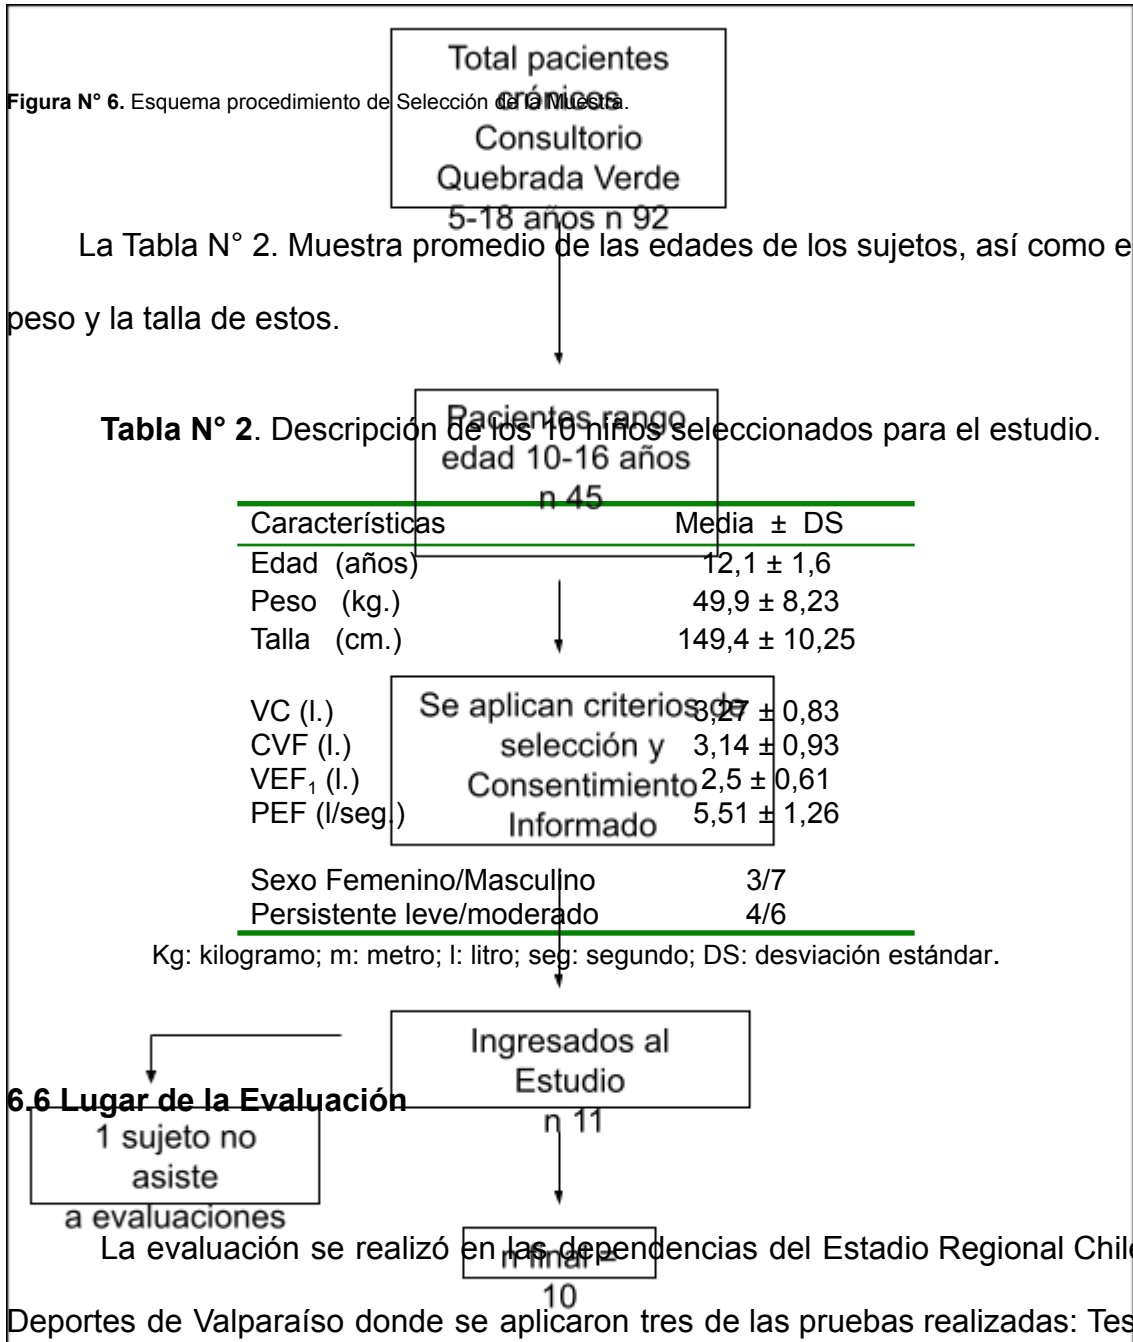 Total pacientes
crónicos
Consultorio
Quebrada Verde
5-18 años n 92
Figura N° 6. Esquema procedimiento de Selección de la Muestra.
La Tabla N° 2. Muestra promedio de las edades de los sujetos, así como e
peso y la talla de estos.
Pacientes rango
edad 10-16 años
n 45
Tabla N° 2. Descripción de los 10 niños seleccionados para el estudio.
Características Media ± DS
Edad (años) 12,1 ± 1,6
Peso (kg.) 49,9 ± 8,23
Talla (cm.) 149,4 ± 10,25
VC (l.) 3,27 ± 0,83
CVF (l.) 3,14 ± 0,93
VEF₁ (l.) 2,5 ± 0,61
PEF (l/seg.) 5,51 ± 1,26
Se aplican criterios de
selección y
Consentimiento
Informado
Sexo Femenino/Masculino 3/7
Persistente leve/moderado 4/6
Kg: kilogramo; m: metro; l: litro; seg: segundo; DS: desviación estándar.
Ingresados al
Estudio
n 11
6.6 Lugar de la Evaluación
1 sujeto no
asiste
a evaluaciones
n final =
10
La evaluación se realizó en las dependencias del Estadio Regional Chile
Deportes de Valparaíso donde se aplicaron tres de las pruebas realizadas: Tes